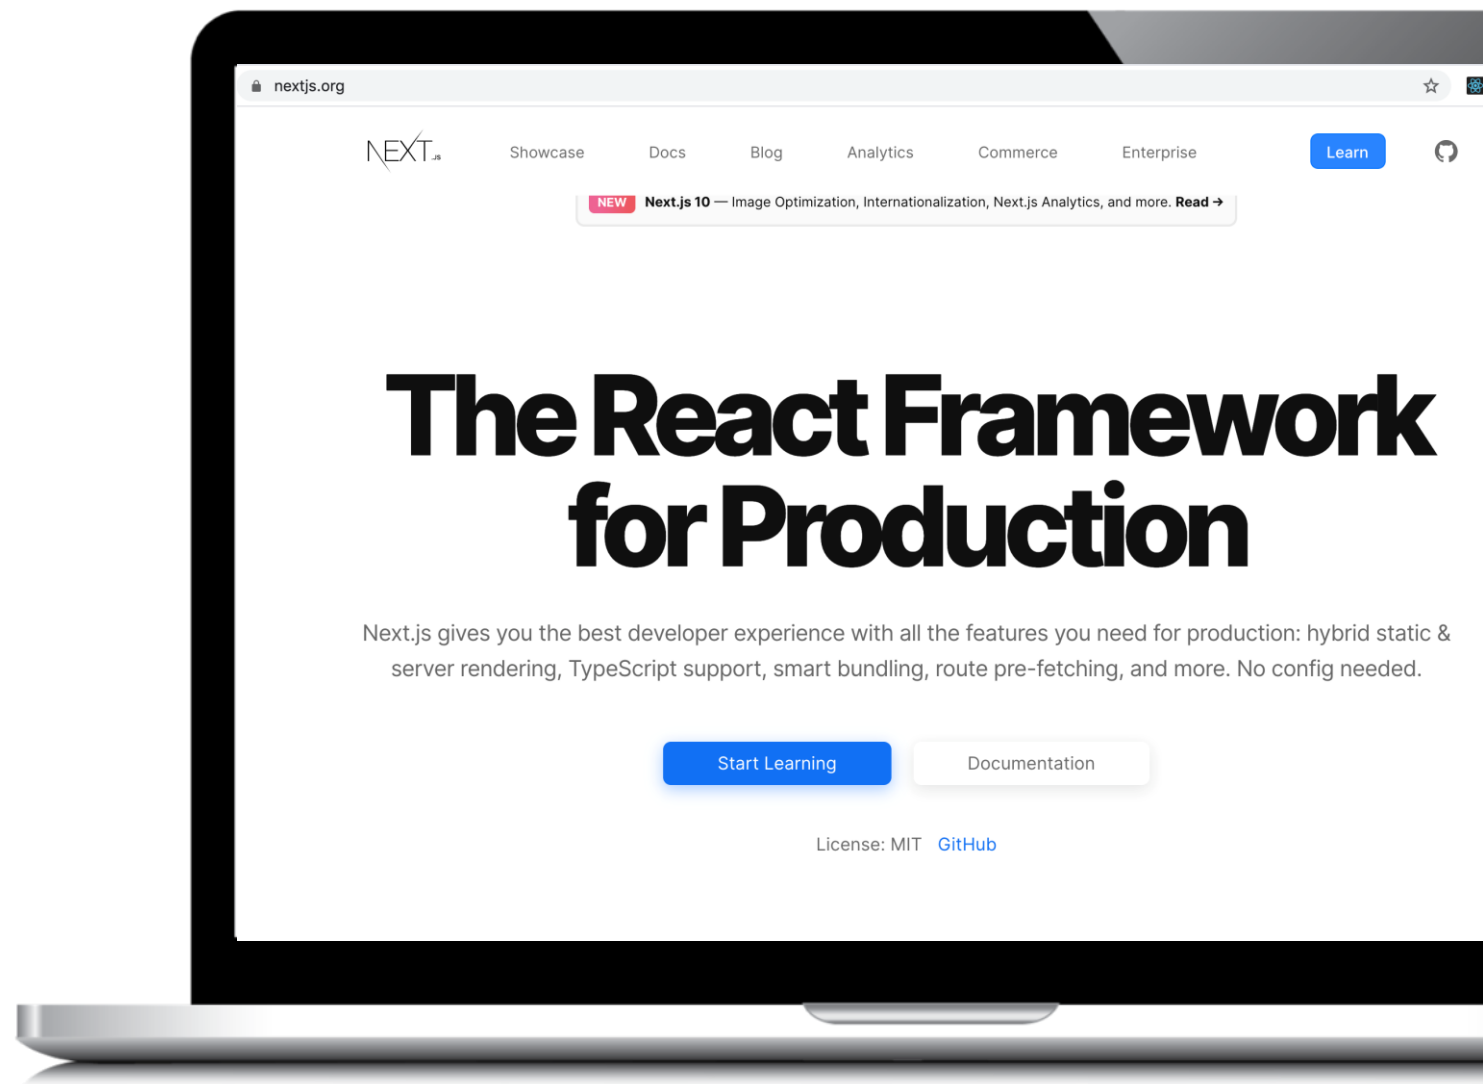 nextjs.org
NEXT.JS Showcase Docs Blog Analytics Commerce Enterprise Learn
NEW Next.js 10 — Image Optimization, Internationalization, Next.js Analytics, and more. Read →
The React Framework
for Production
Next.js gives you the best developer experience with all the features you need for production: hybrid static &
server rendering, TypeScript support, smart bundling, route pre-fetching, and more. No config needed.
Start Learning Documentation
License: MIT GitHub